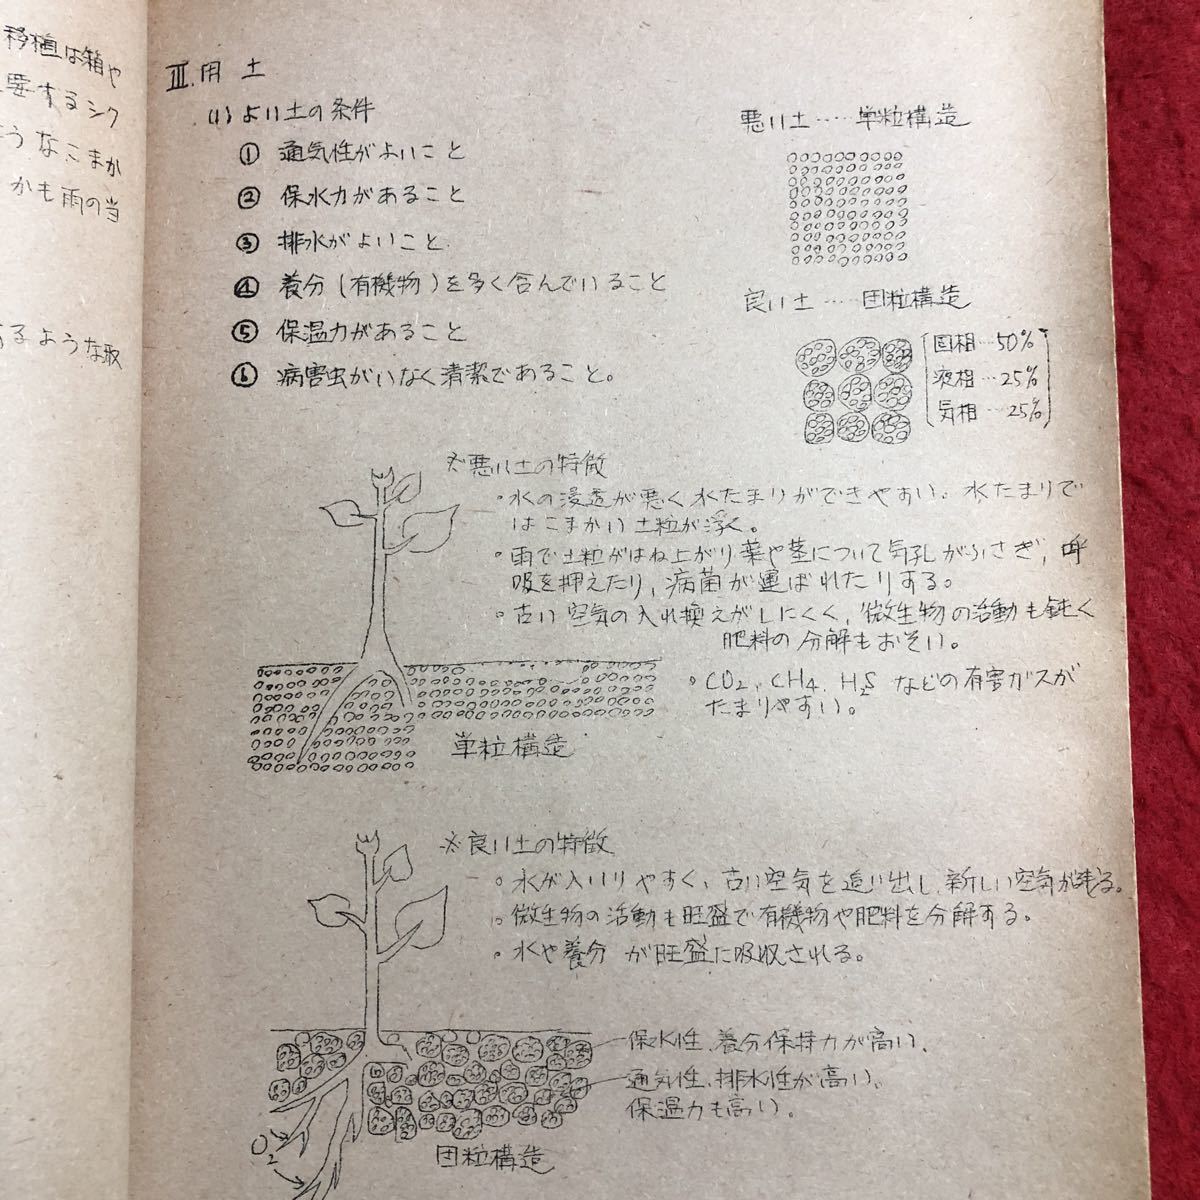 移植は箱や
要するシク
うなこまか
かも雨の当
るような取
Ⅲ.用土
(1) よい土の条件
① 通気性がよいこと
② 保水力があること
③ 排水がよいこと.
④ 養分(有機物)を多く含んでいること
⑤ 保温力があること
⑥ 病害虫がいなく清潔であること。
悪い土……単粒構造
良い土……団粒構造
固相…50%
液相…25%
気相…25%
※悪い土の特徴
。水の浸透が悪く水たまりができやすい.水たまりで
はこまかい土粒が浮く。
。雨で土粒がはね上がり葉や茎について気孔がふさぎ,呼
吸を押えたり,病菌が運ばれたりする。
。古い空気の入れ換えがしにくく,微生物の活動も鈍く
肥料の分解もおそい。
。CO2、CH4、H2S などの有害ガスが
たまりやすい。
単粒構造
※良い土の特徴
。水が入いりやすく、古い空気を追い出し、新しい空気が
。微生物の活動も旺盛で有機物や肥料を分解する。
。水や養分が旺盛に吸収される。
保水性、養分保持力が高い、
通気性、排水性が高い、
保温力も高い。
O2
団粒構造